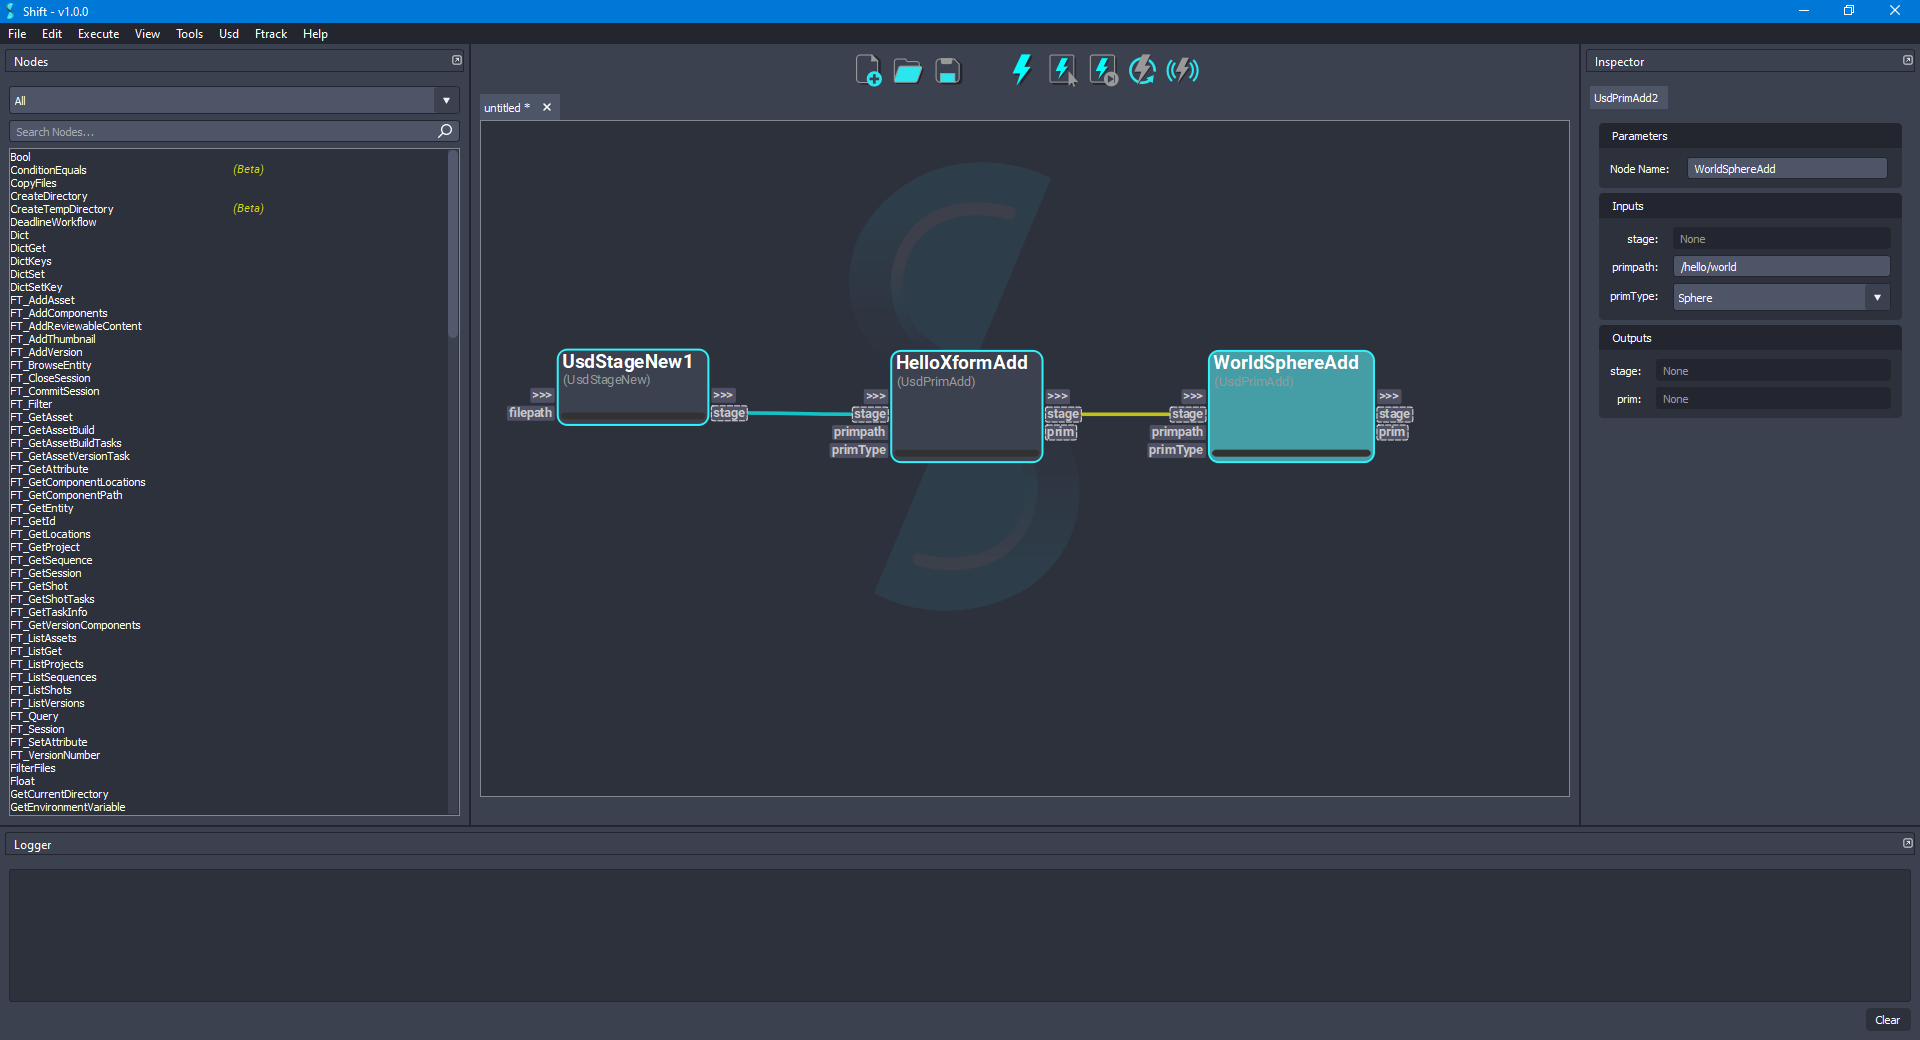 Shift - v1.0.0
File Edit Execute View Tools Usd Ftrack Help
Nodes
All
Search Nodes...
Bool
ConditionEquals (Beta)
CopyFiles
CreateDirectory
CreateTempDirectory (Beta)
DeadlineWorkflow
Dict
DictGet
DictKeys
DictSet
DictSetKey
FT_AddAsset
FT_AddComponents
FT_AddReviewableContent
FT_AddThumbnail
FT_AddVersion
FT_BrowseEntity
FT_CloseSession
FT_CommitSession
FT_Filter
FT_GetAsset
FT_GetAssetBuild
FT_GetAssetBuildTasks
FT_GetAssetVersionTask
FT_GetAttribute
FT_GetComponentLocations
FT_GetComponentPath
FT_GetEntity
FT_GetId
FT_GetLocations
FT_GetProject
FT_GetSequence
FT_GetSession
FT_GetShot
FT_GetShotTasks
FT_GetTaskInfo
FT_GetVersionComponents
FT_ListAssets
FT_ListGet
FT_ListProjects
FT_ListSequences
FT_ListShots
FT_ListVersions
FT_Query
FT_Session
FT_SetAttribute
FT_VersionNumber
FilterFiles
Float
GetCurrentDirectory
GetEnvironmentVariable
untitled *
UsdStageNew1
(UsdStageNew)
>>> >>>
filepath stage
HelloXformAdd
(UsdPrimAdd)
>>> >>>
stage stage
primpath prim
primType
WorldSphereAdd
(UsdPrimAdd)
>>> >>>
stage stage
primpath prim
primType
Inspector
UsdPrimAdd2
Parameters
Node Name: WorldSphereAdd
Inputs
stage: None
primpath: /hello/world
primType: Sphere
Outputs
stage: None
prim: None
Logger
Clear